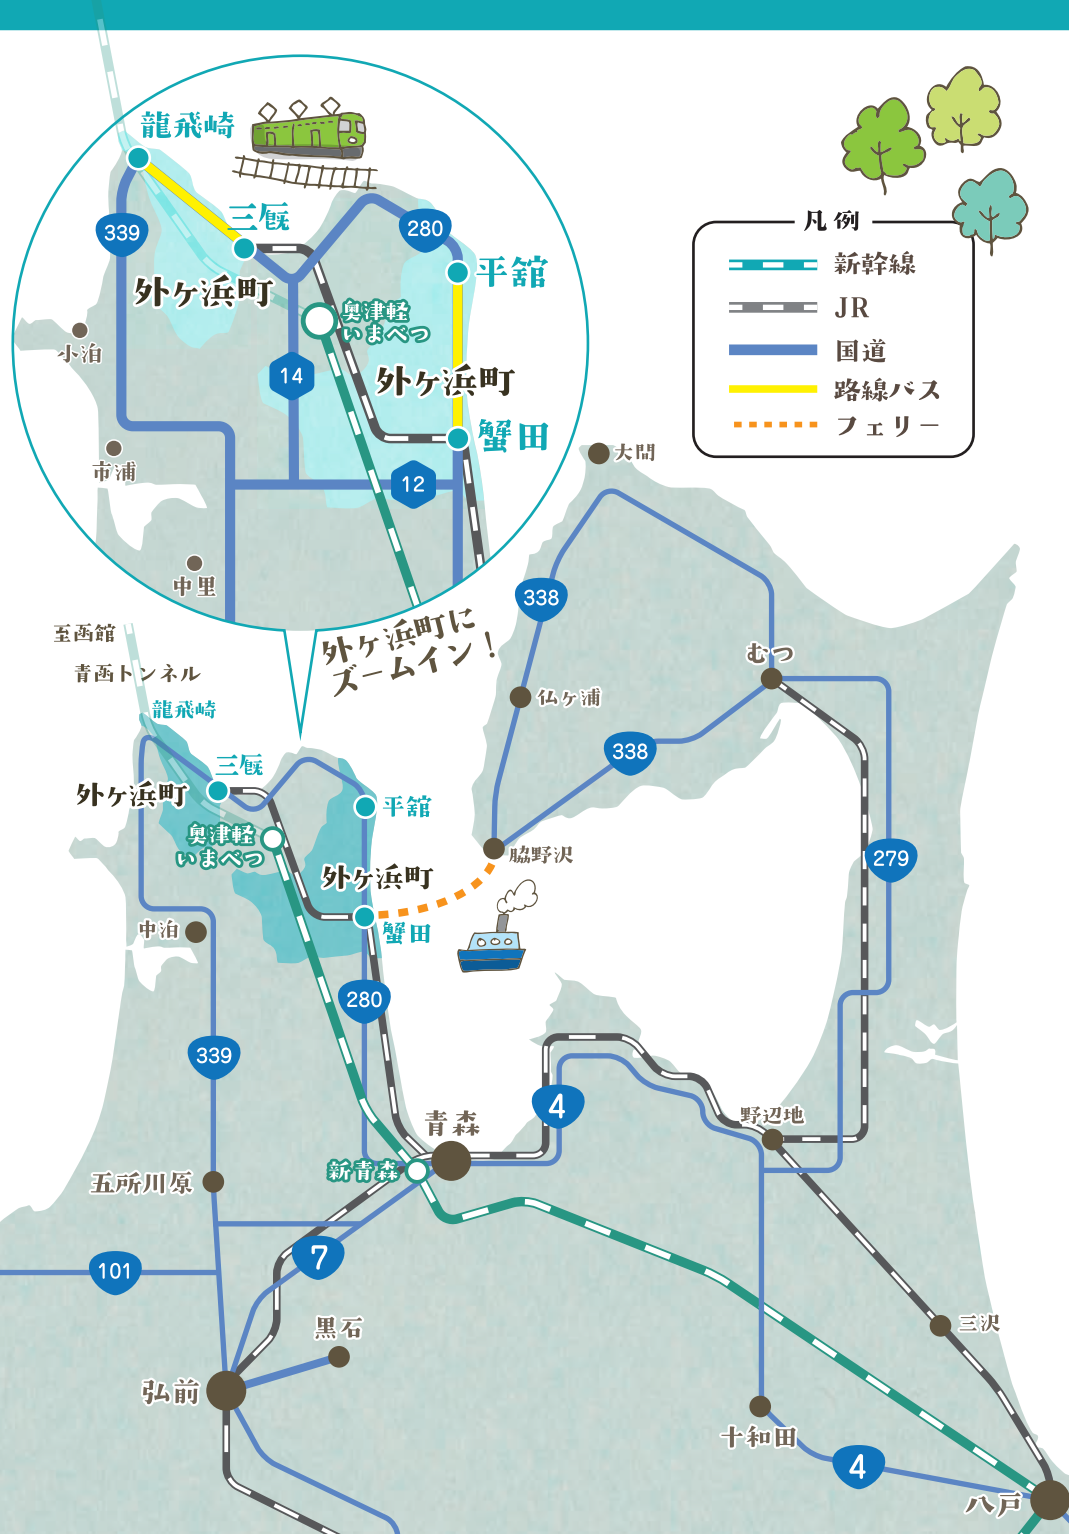 龍飛崎
三厩
339
280
平舘
外ヶ浜町
奥津軽
いまべつ
小泊
14
外ヶ浜町
蟹田
市浦
12
中里
凡例
新幹線
JR
国道
路線バス
フェリー
大間
338
外ヶ浜町に
ズームイン！
至函館
青函トンネル
龍飛崎
むつ
仏ヶ浦
338
三厩
外ヶ浜町
平舘
奥津軽
いまべつ
脇野沢
279
外ヶ浜町
中泊
蟹田
280
339
4
青森
野辺地
新青森
五所川原
7
101
黒石
三沢
弘前
十和田
4
八戸